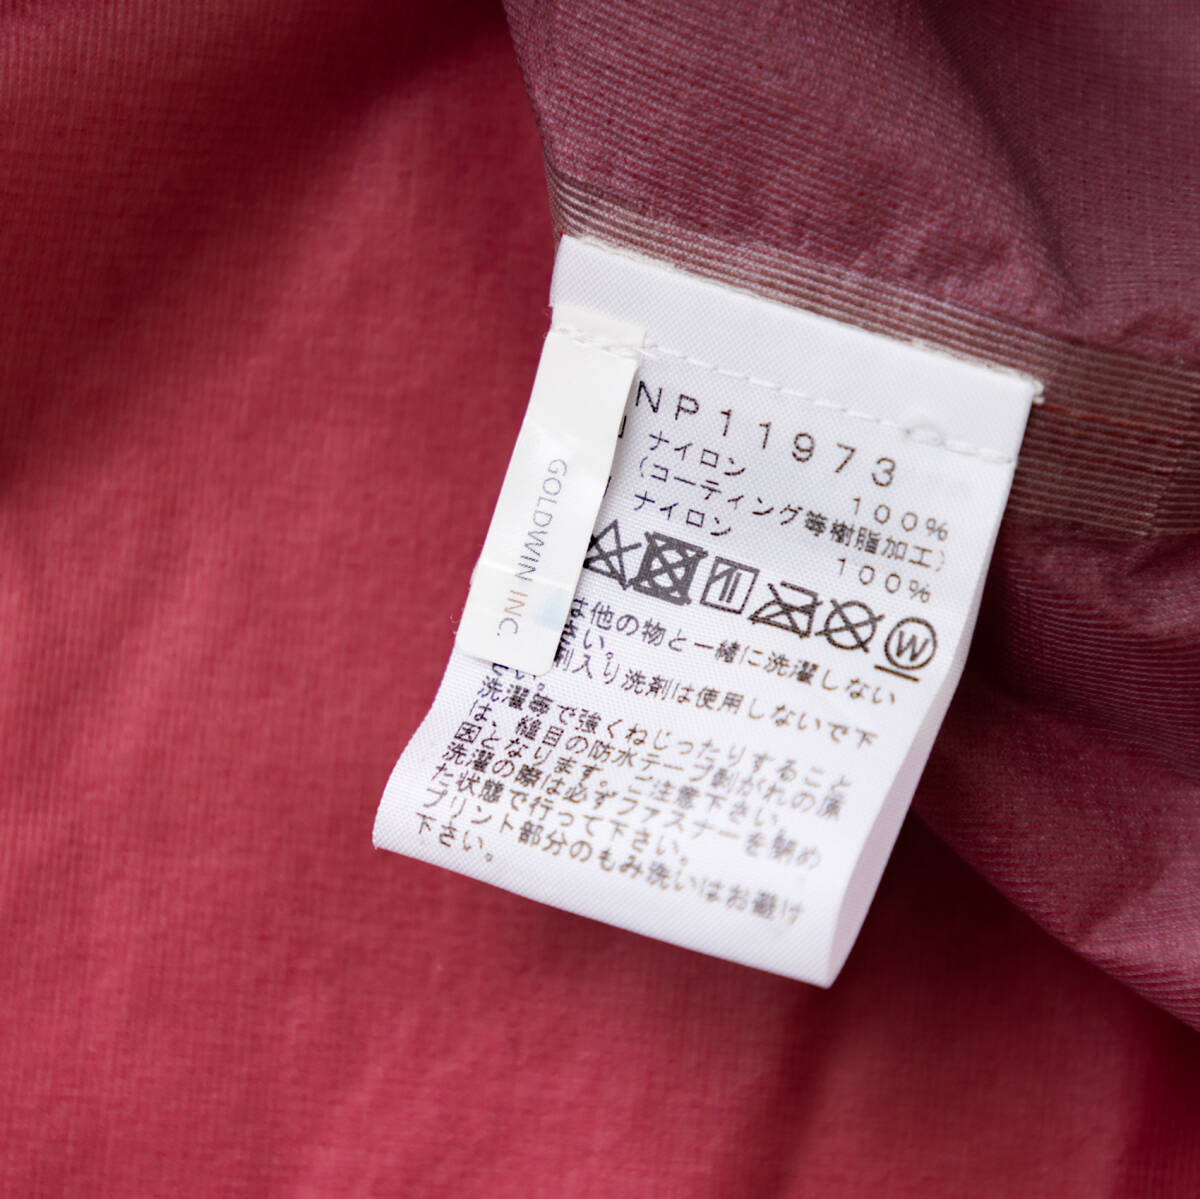 NP11973
ナイロン 100%
(コーティング等樹脂加工)
ナイロン 100%
W
は他の物と一緒に洗濯しない
さい。
剤入り洗剤は使用しないで下
さい。
洗濯等で強くねじったりすること
は、縫目の防水テープ剥がれの原
因となります。ご注意下さい。
洗濯の際は必ずファスナーを閉め
た状態で行って下さい。
プリント部分のもみ洗いはお避け
下さい。
GOLDWIN INC.